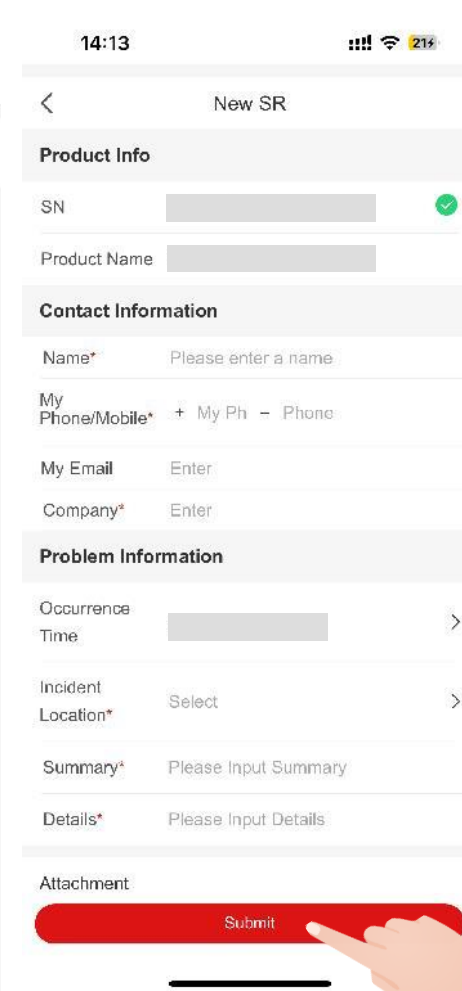 14:13
21
New SR
Product Info
SN
Product Name
Contact Information
Name* Please enter a name
My
Phone/Mobile* + My Ph – Phone
My Email Enter
Company* Enter
Problem Information
Occurrence
Time
Incident
Location* Select
Summary* Please Input Summary
Details* Please Input Details
Attachment
Submit